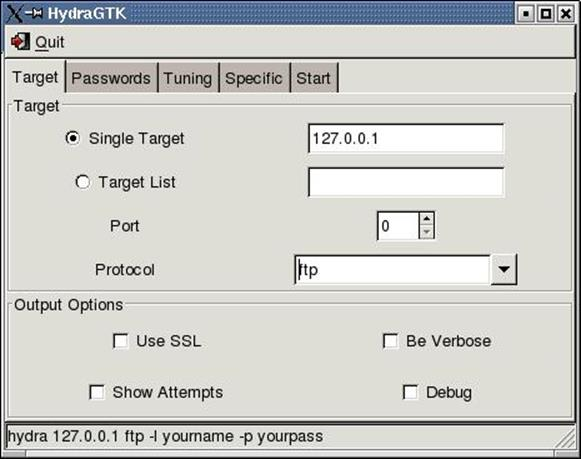 HydraGTK
Quit
Target Passwords Tuning Specific Start
Target
Single Target 127.0.0.1
Target List
Port 0
Protocol ftp
Output Options
Use SSL Be Verbose
Show Attempts Debug
hydra 127.0.0.1 ftp -l yourname -p yourpass